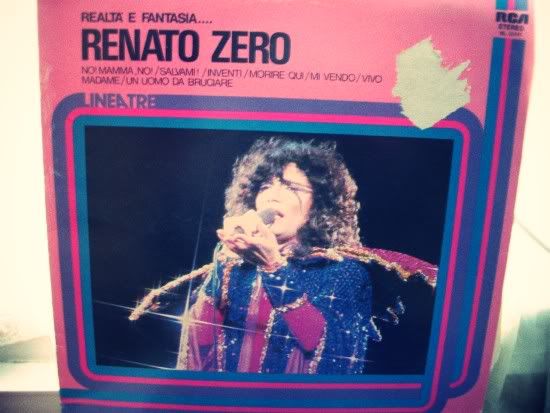 REALTÀ E FANTASIA....
RENATO ZERO
NO! MAMMA, NO! / SALVAMI! / INVENTI / MORIRE QUI / MI VENDO / VIVO
MADAME / UN UOMO DA BRUCIARE
LINEATRE
RCA
STEREO